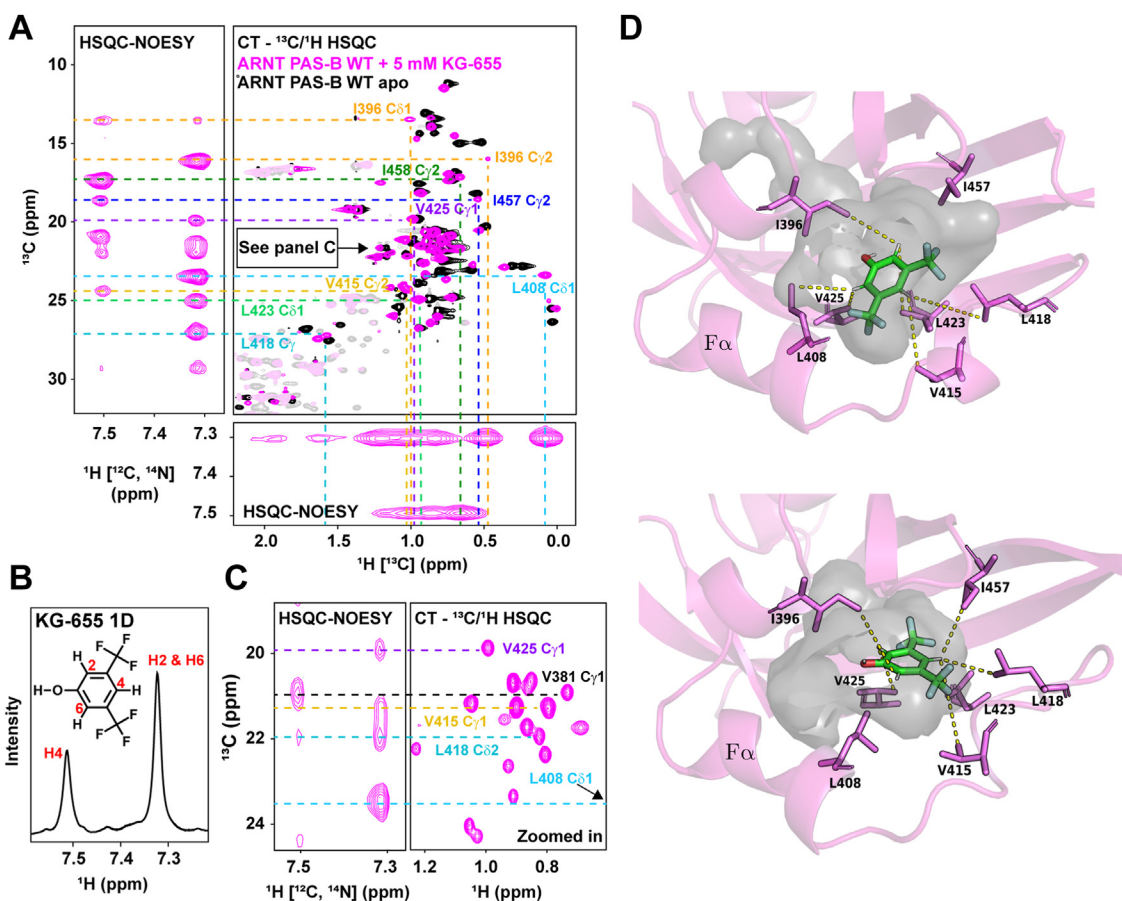 A
HSQC-NOESY
CT - ¹³C/¹H HSQC
ARNT PAS-B WT + 5 mM KG-655
ARNT PAS-B WT apo
10
15
20
25
30
¹³C (ppm)
I396 Cδ1
I396 Cγ2
I458 Cγ2
I457 Cγ2
V425 Cγ1
See panel C
V415 Cγ2
L408 Cδ1
L423 Cδ1
L418 Cγ
7.5
7.4
7.3
¹H [¹²C, ¹⁴N]
(ppm)
7.3
7.4
7.5
HSQC-NOESY
2.0
1.5
1.0
0.5
0.0
¹H [¹³C] (ppm)
B
KG-655 1D
Intensity
H4
H2 & H6
H
2
F
F
F
HO
4
H
6
H
F
F
F
7.5
7.4
7.3
¹H (ppm)
C
HSQC-NOESY
CT - ¹³C/¹H HSQC
20
22
24
¹³C (ppm)
V425 Cγ1
V381 Cγ1
V415 Cγ1
L418 Cδ2
L408 Cδ1
Zoomed in
7.5
7.3
1.2
1.0
0.8
¹H [¹²C, ¹⁴N] (ppm)
¹H (ppm)
D
I457
I396
V425
L423
L418
L408
V415
Fα
I457
I396
V425
L423
L418
L408
V415
Fα